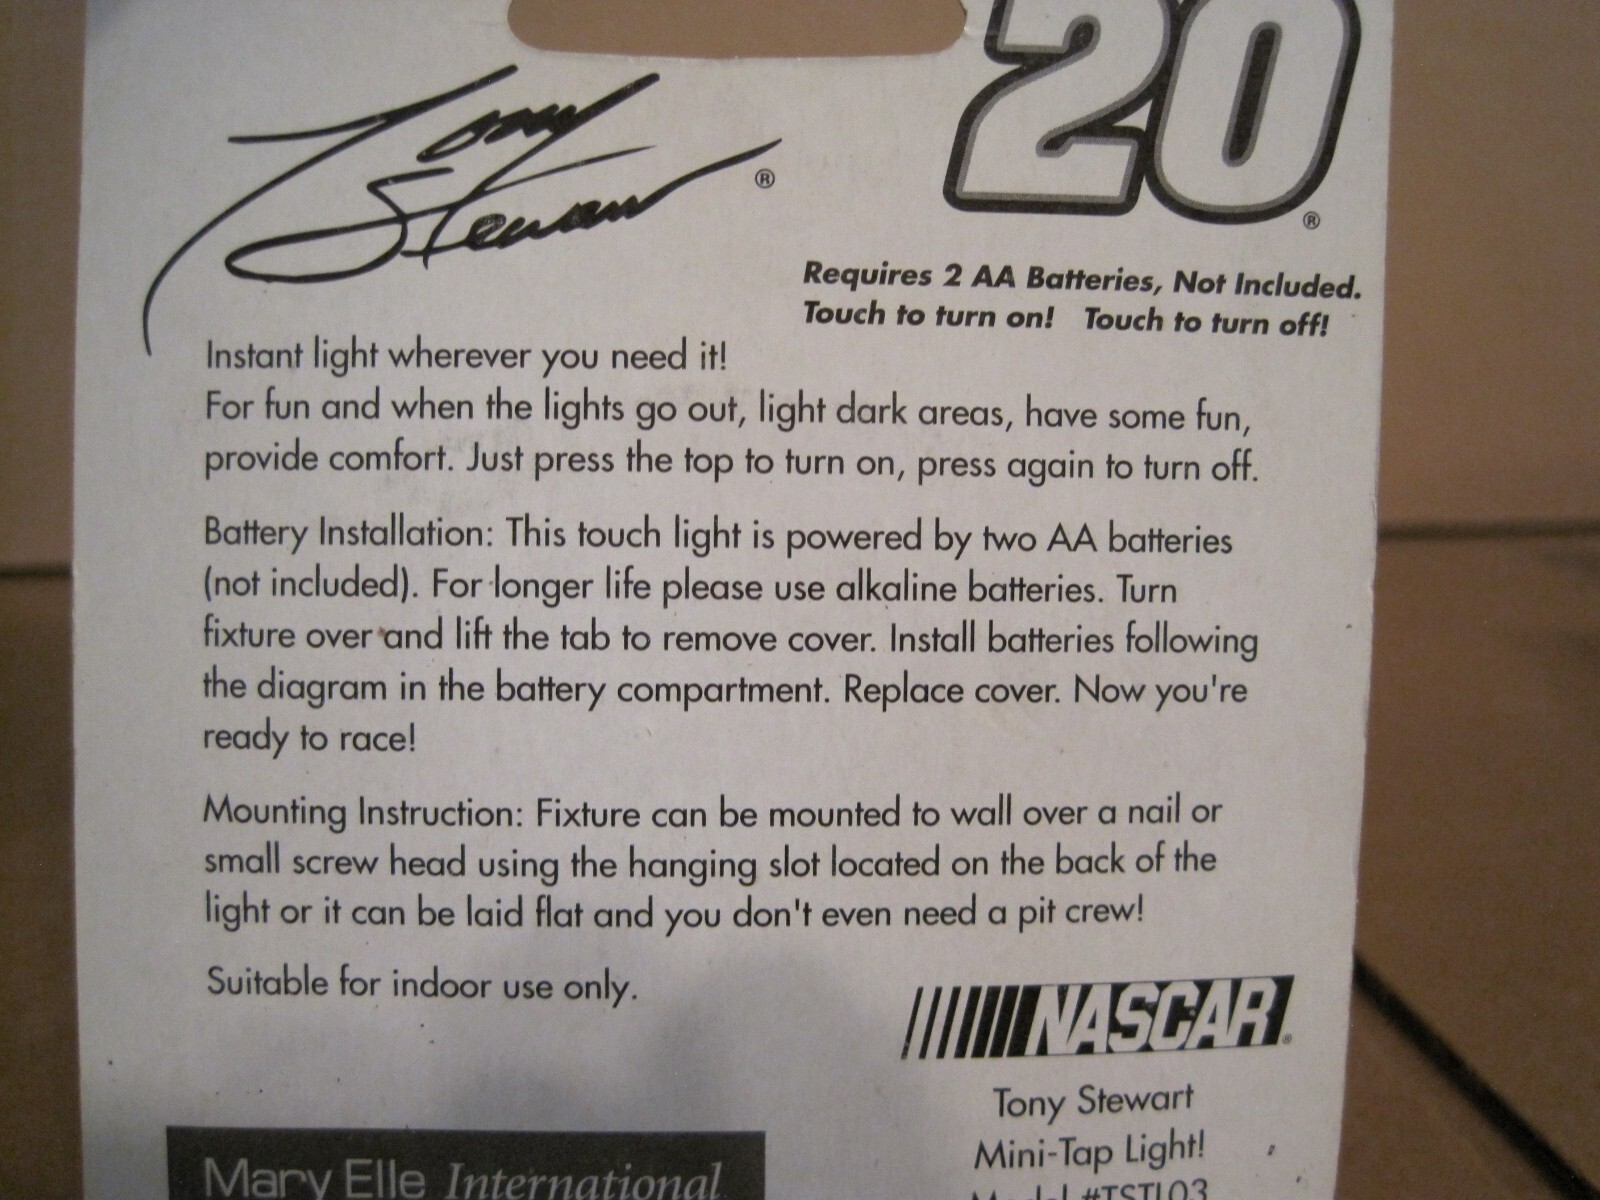 20
Tony
Stewart ®
®
Requires 2 AA Batteries, Not Included.
Touch to turn on! Touch to turn off!
Instant light wherever you need it!
For fun and when the lights go out, light dark areas, have some fun,
provide comfort. Just press the top to turn on, press again to turn off.
Battery Installation: This touch light is powered by two AA batteries
(not included). For longer life please use alkaline batteries. Turn
fixture over and lift the tab to remove cover. Install batteries following
the diagram in the battery compartment. Replace cover. Now you're
ready to race!
Mounting Instruction: Fixture can be mounted to wall over a nail or
small screw head using the hanging slot located on the back of the
light or it can be laid flat and you don't even need a pit crew!
Suitable for indoor use only.
NASCAR®
Tony Stewart
Mini-Tap Light!
Model #TSTL03
Mary Elle International